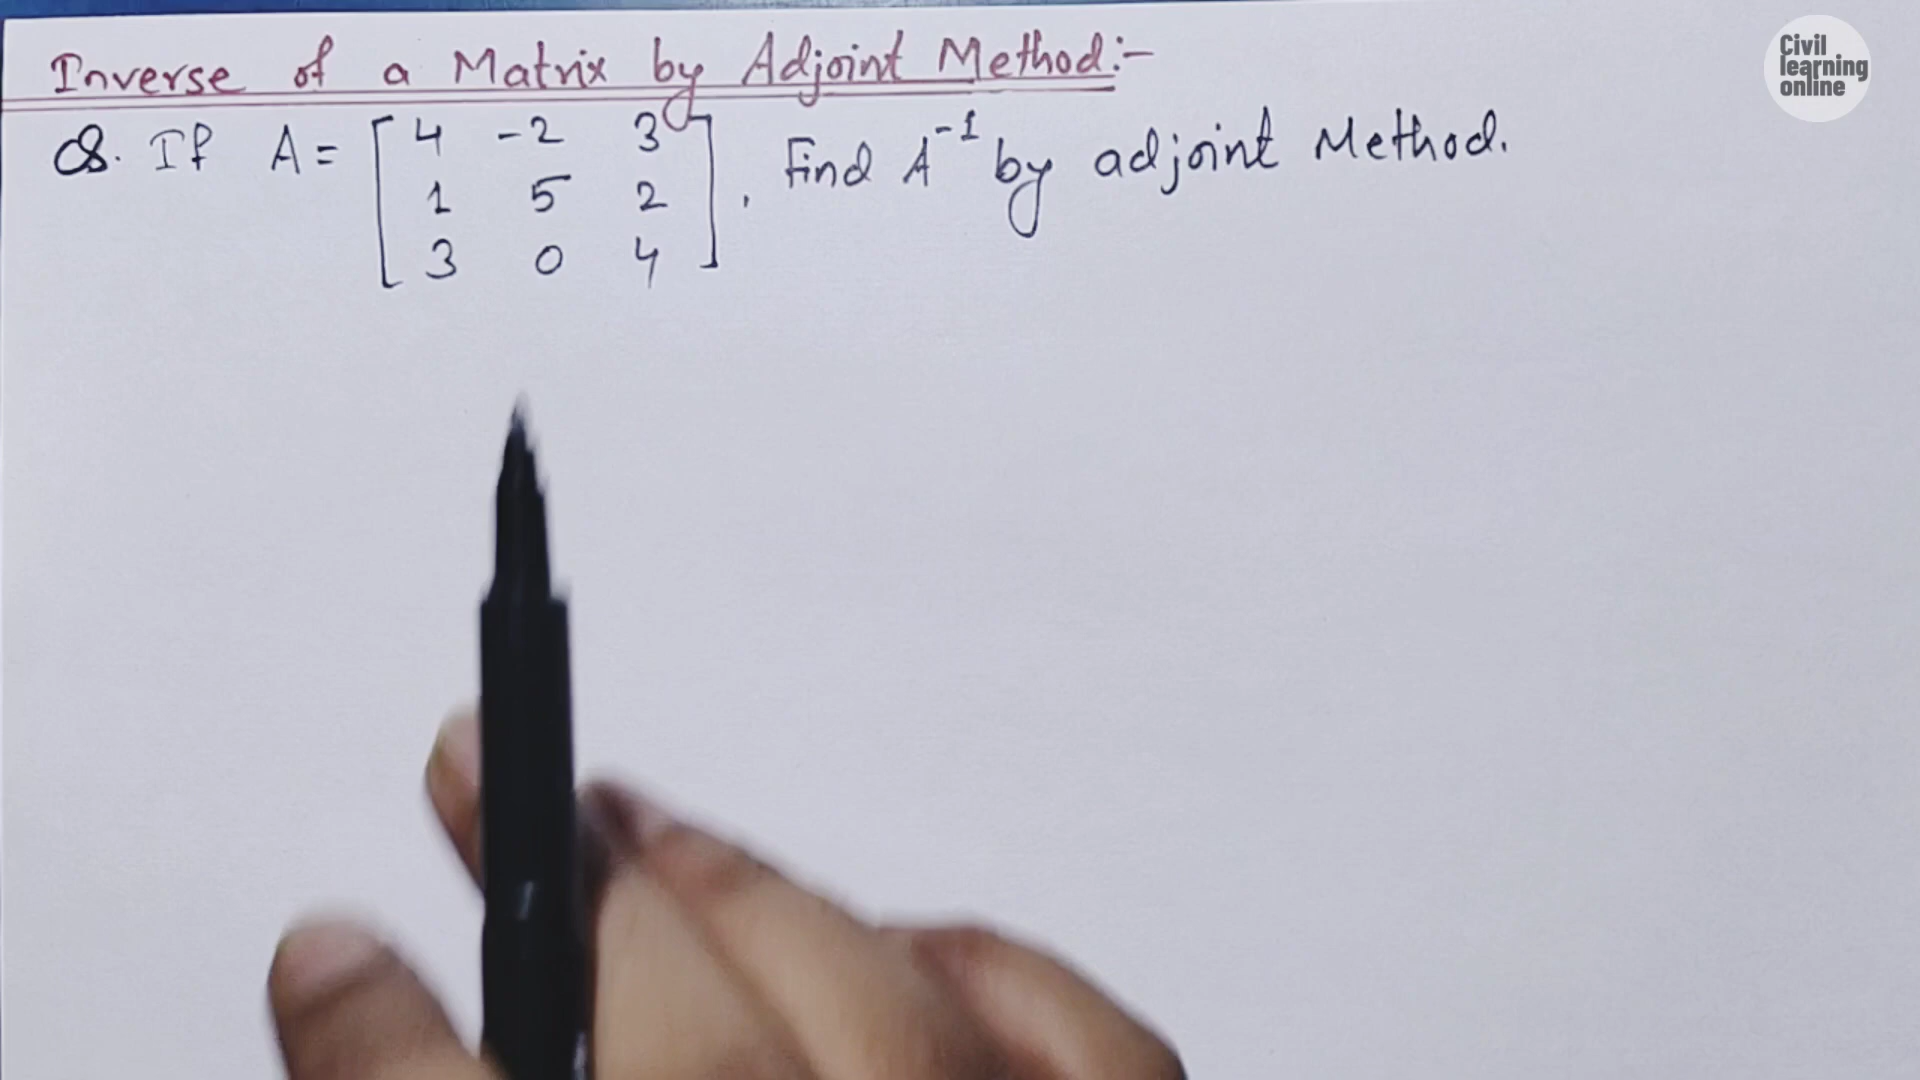 Inverse of a Matrix by Adjoint Method:-
Q. If A = [ 4 -2 3
1 5 2
3 0 4 ] , Find A⁻¹ by adjoint Method.
Civil
learning
online